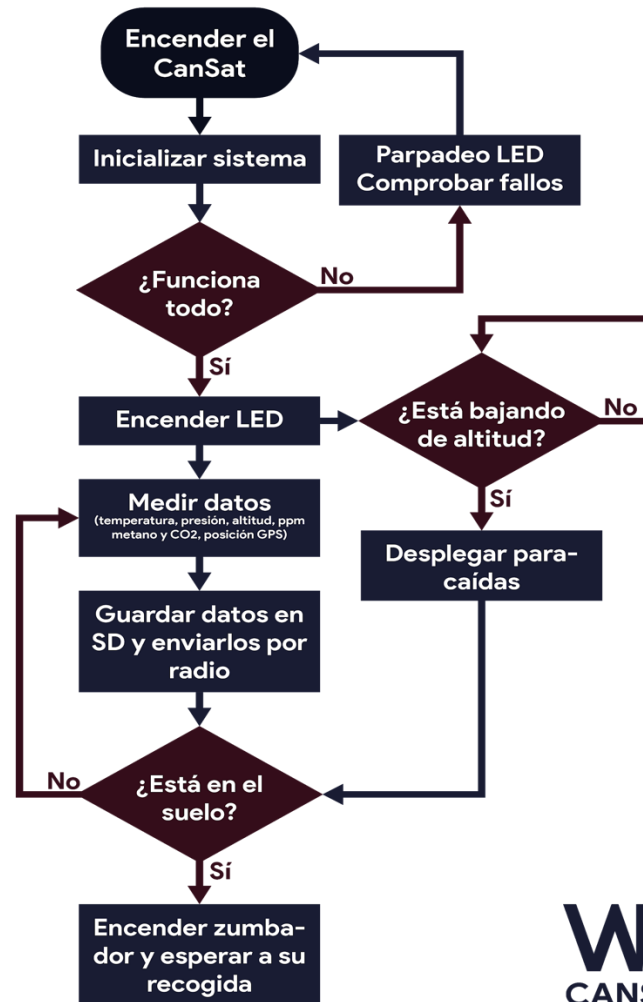 Encender el
CanSat
Inicializar sistema
Parpadeo LED
Comprobar fallos
¿Funciona
todo?
No
Sí
Encender LED
¿Está bajando
de altitud?
No
Sí
Medir datos
(temperatura, presión, altitud, ppm
metano y CO2, posición GPS)
Desplegar para-
caídas
Guardar datos en
SD y enviarlos por
radio
¿Está en el
suelo?
No
Sí
Encender zumba-
dor y esperar a su
recogida